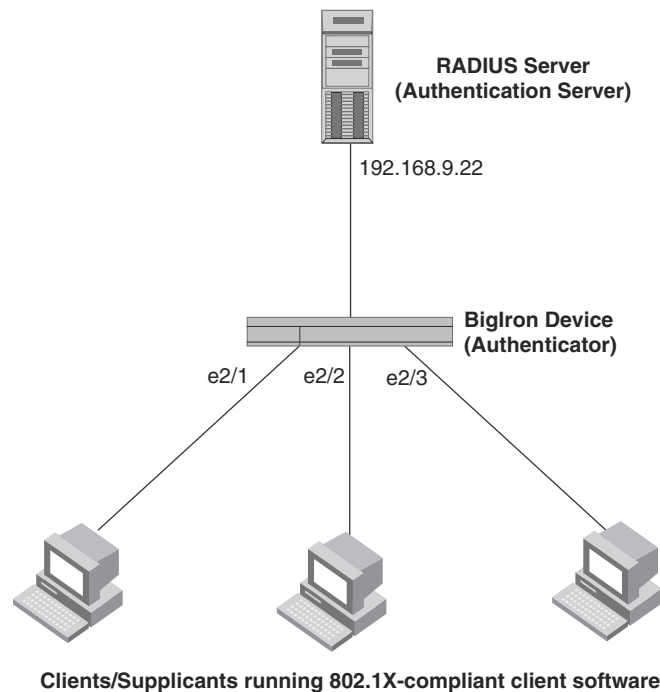 RADIUS Server
(Authentication Server)
192.168.9.22
BigIron Device
(Authenticator)
e2/1
e2/2
e2/3
Clients/Supplicants running 802.1X-compliant client software